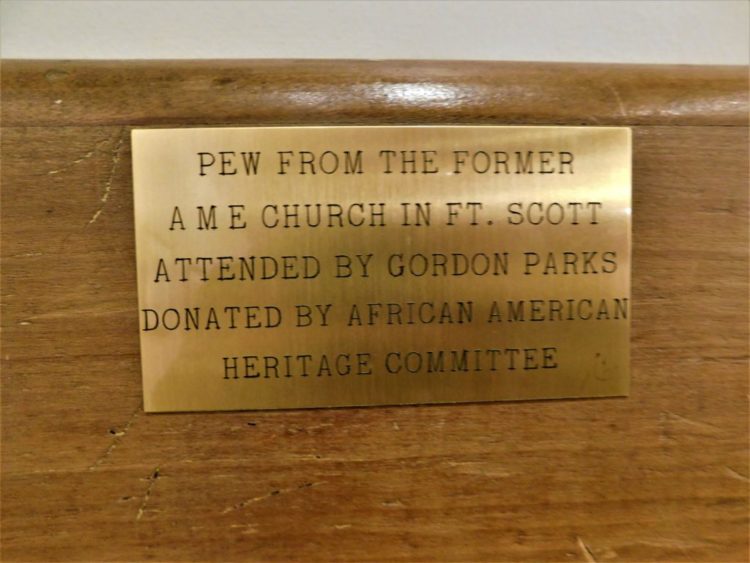 PEW FROM THE FORMER
A M E CHURCH IN FT. SCOTT
ATTENDED BY GORDON PARKS
DONATED BY AFRICAN AMERICAN
HERITAGE COMMITTEE